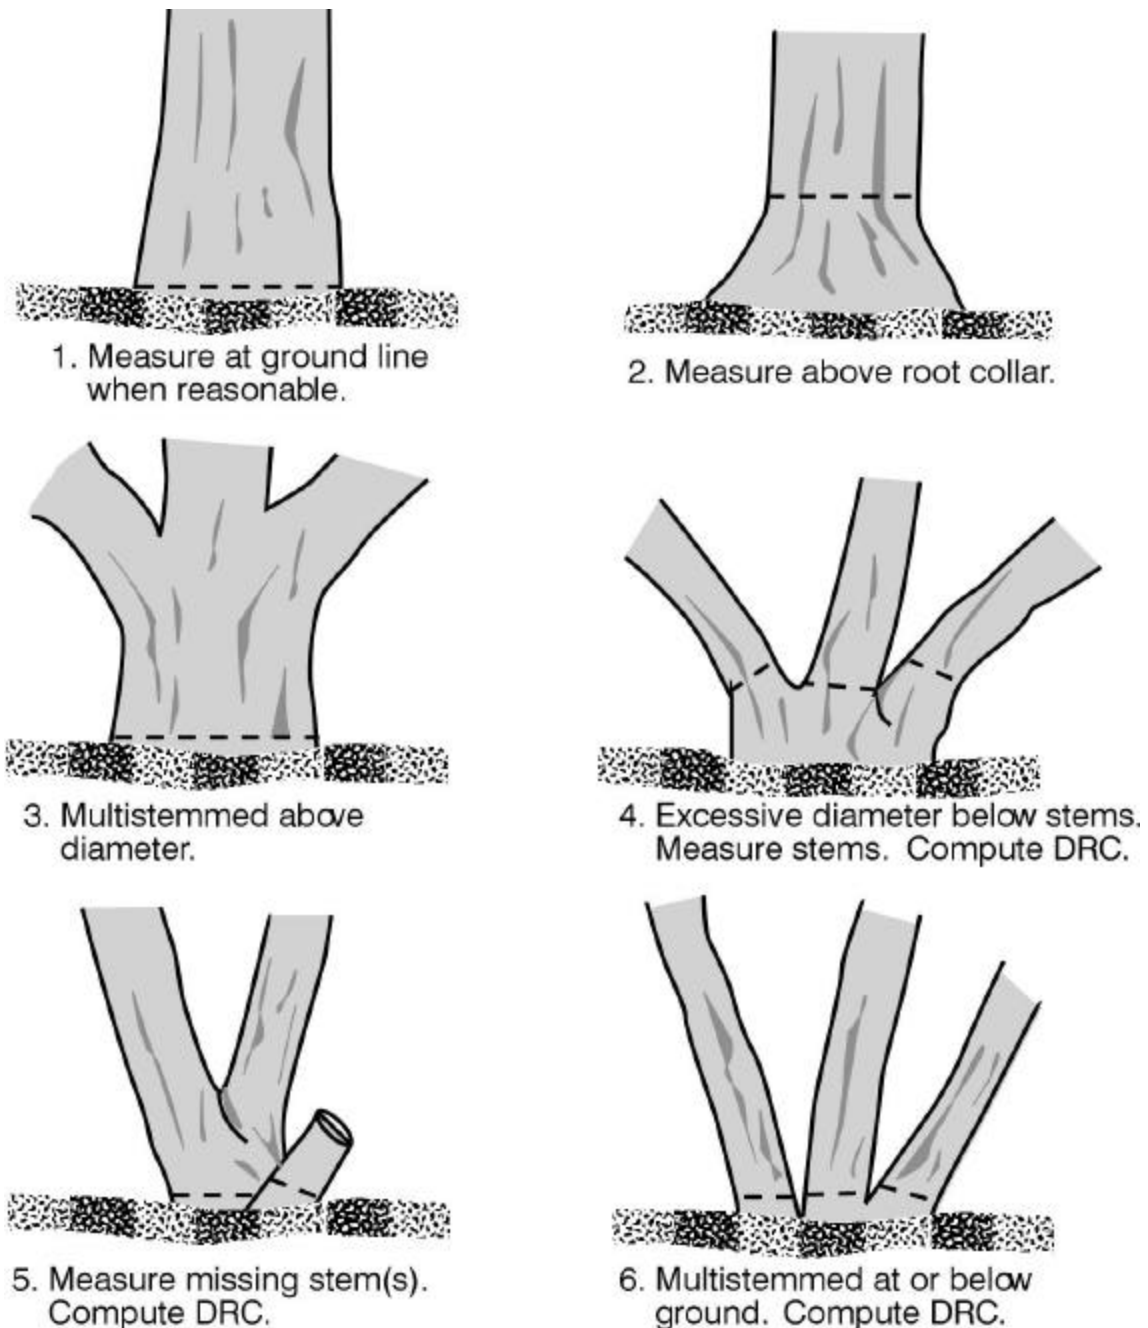 1. Measure at ground line
when reasonable.
2. Measure above root collar.
3. Multistemmed above
diameter.
4. Excessive diameter below stems.
Measure stems. Compute DRC.
5. Measure missing stem(s).
Compute DRC.
6. Multistemmed at or below
ground. Compute DRC.